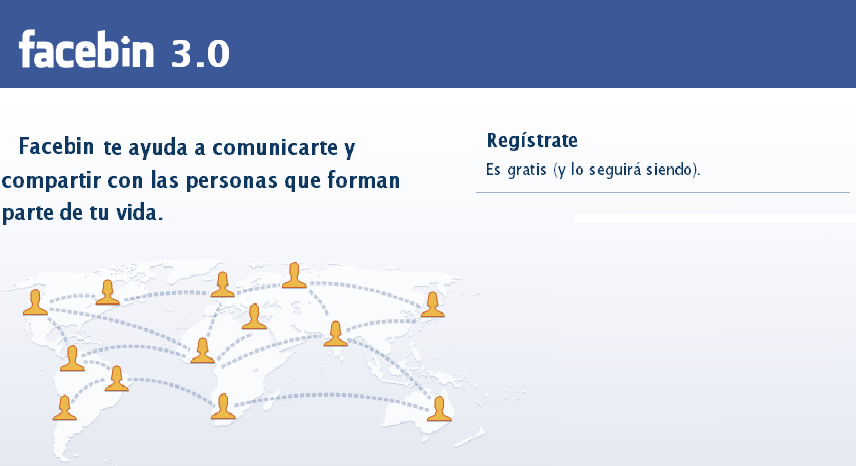 facebin 3.0
Facebin te ayuda a comunicarte y
compartir con las personas que forman
parte de tu vida.
Regístrate
Es gratis (y lo seguirá siendo).